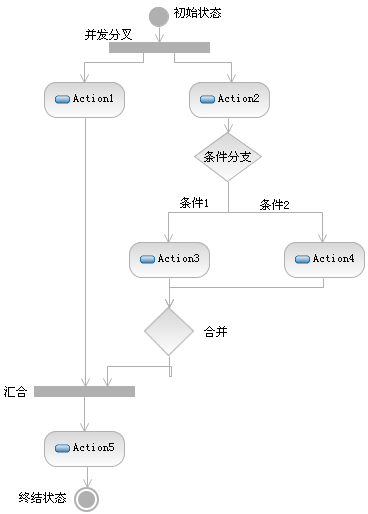 初始状态
并发分叉
Action1
Action2
条件分支
条件1
条件2
Action3
Action4
合并
汇合
Action5
终结状态